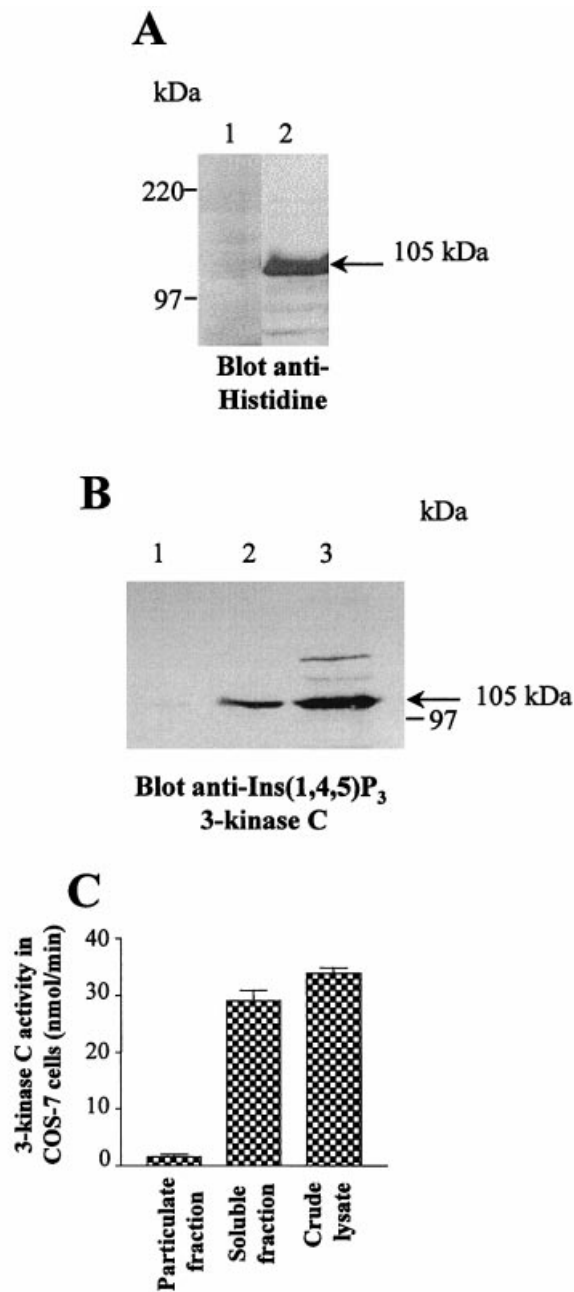 A
kDa
1 2
220
105 kDa
97
Blot anti-
Histidine
B
kDa
1 2 3
105 kDa
97
Blot anti-Ins(1,4,5)P₃
3-kinase C
C
3-kinase C activity in
COS-7 cells (nmol/min)
40
30
20
10
0
Particulate
fraction
Soluble
fraction
Crude
lysate